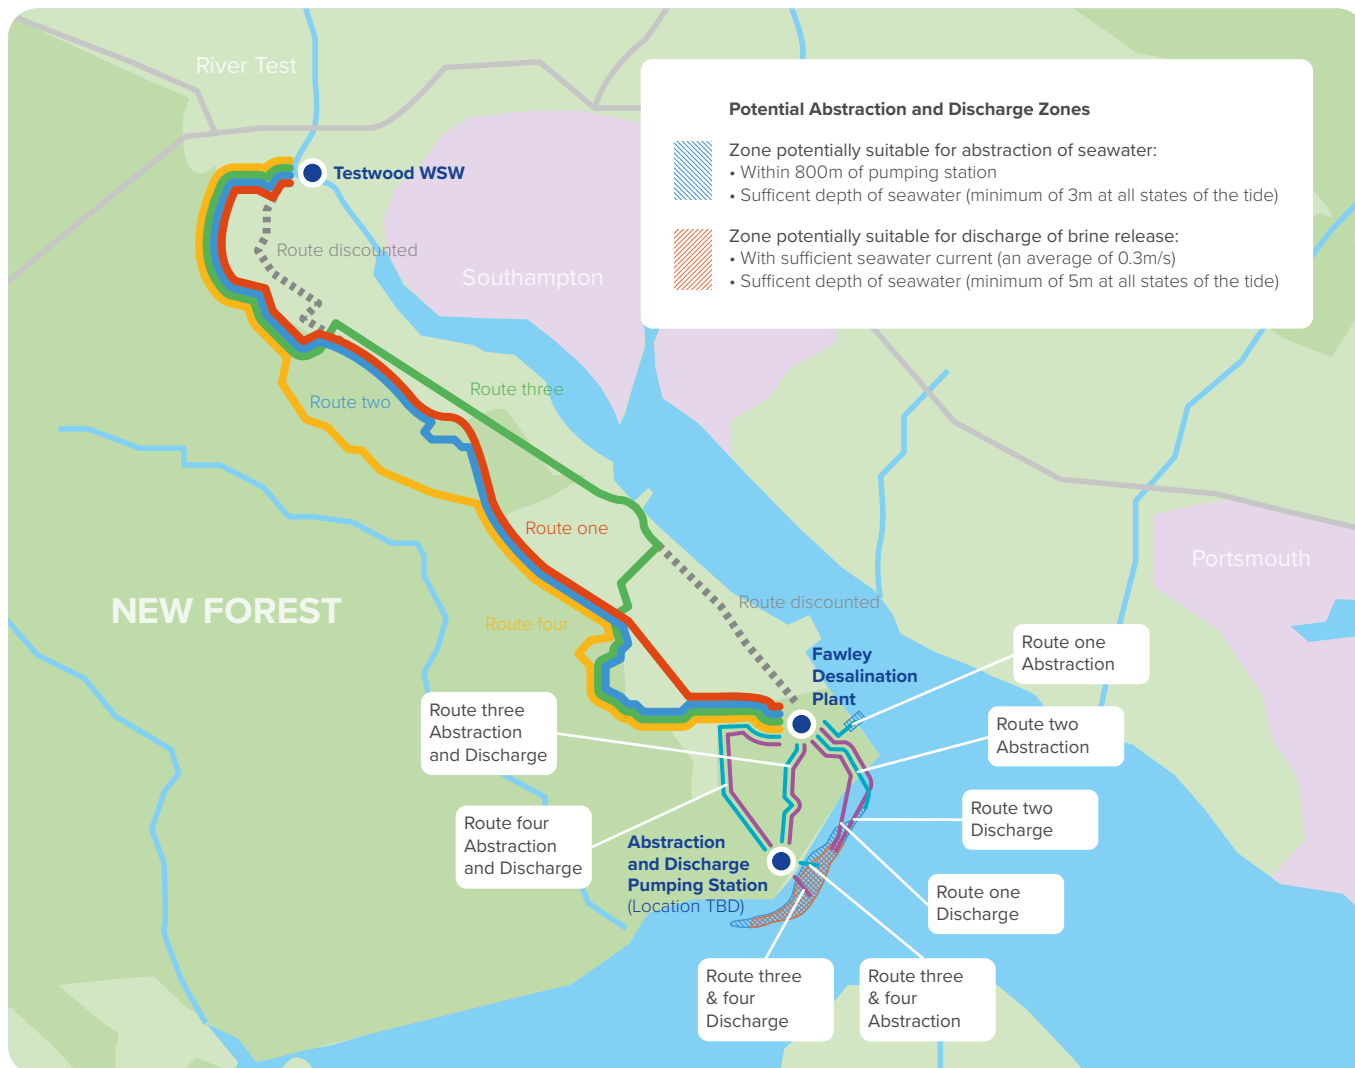 River Test
Testwood WSW
Route discounted
Southampton
Potential Abstraction and Discharge Zones
Zone potentially suitable for abstraction of seawater:
• Within 800m of pumping station
• Sufficent depth of seawater (minimum of 3m at all states of the tide)
Zone potentially suitable for discharge of brine release:
• With sufficient seawater current (an average of 0.3m/s)
• Sufficent depth of seawater (minimum of 5m at all states of the tide)
Route three
Route two
Route one
Portsmouth
NEW FOREST
Route discounted
Route four
Fawley
Desalination
Plant
Route one
Abstraction
Route three
Abstraction
and Discharge
Route two
Abstraction
Route two
Discharge
Route four
Abstraction
and Discharge
Abstraction
and Discharge
Pumping Station
(Location TBD)
Route one
Discharge
Route three
& four
Discharge
Route three
& four
Abstraction